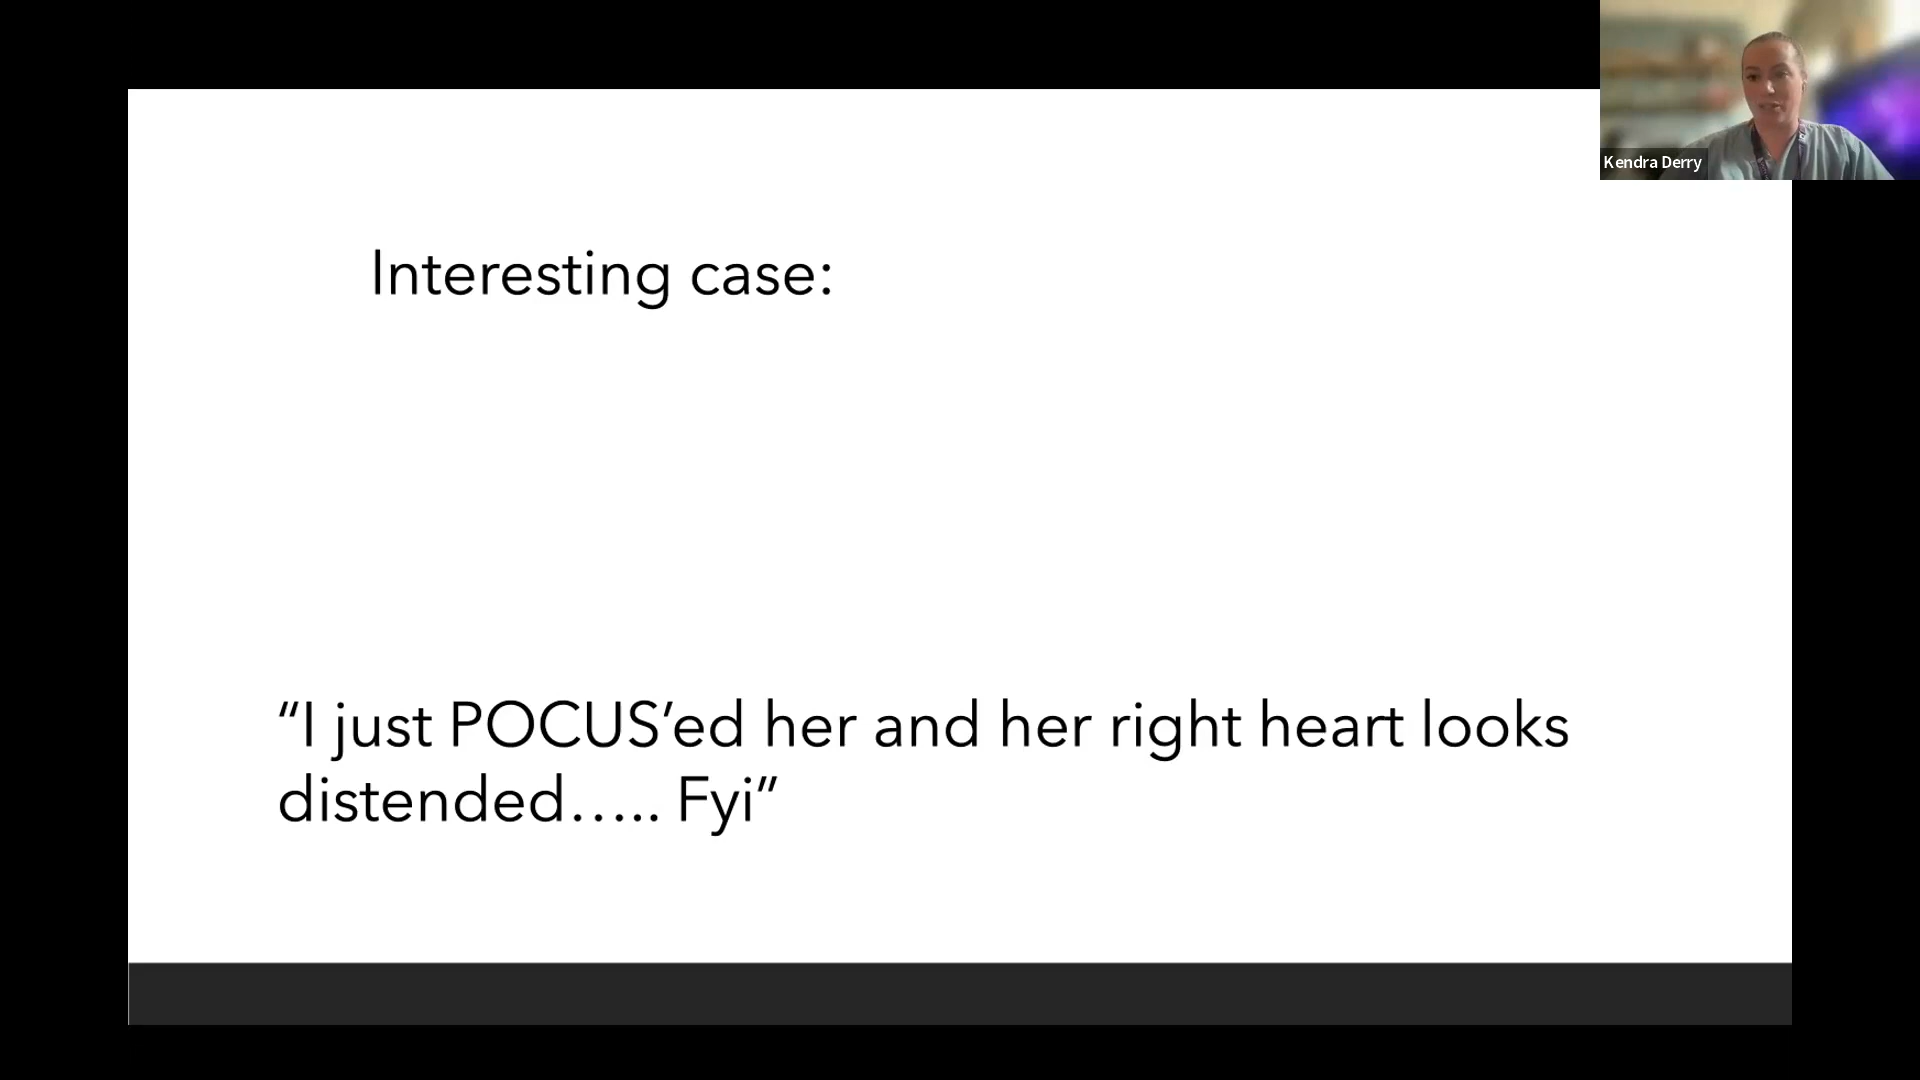 Kendra Derry
Interesting case:
“I just POCUS’ed her and her right heart looks
distended….. Fyi”